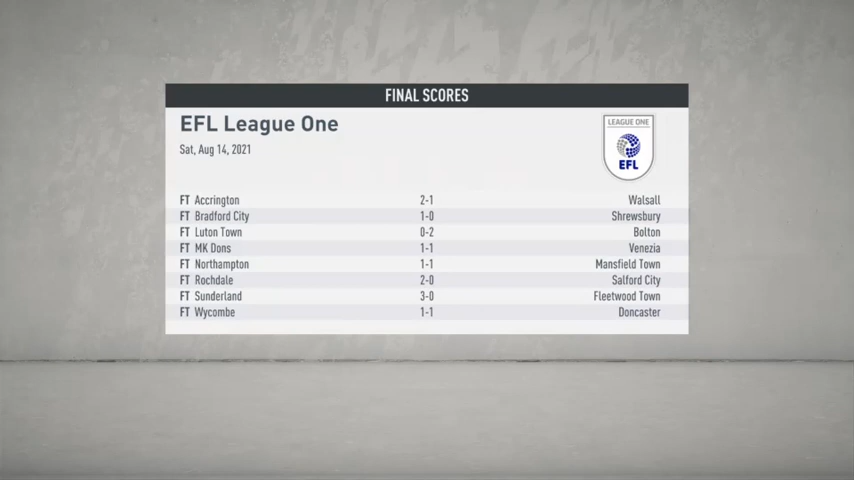 FINAL SCORES
EFL League One
Sat, Aug 14, 2021
LEAGUE ONE
EFL
FT Accrington 2-1 Walsall
FT Bradford City 1-0 Shrewsbury
FT Luton Town 0-2 Bolton
FT MK Dons 1-1 Venezia
FT Northampton 1-1 Mansfield Town
FT Rochdale 2-0 Salford City
FT Sunderland 3-0 Fleetwood Town
FT Wycombe 1-1 Doncaster